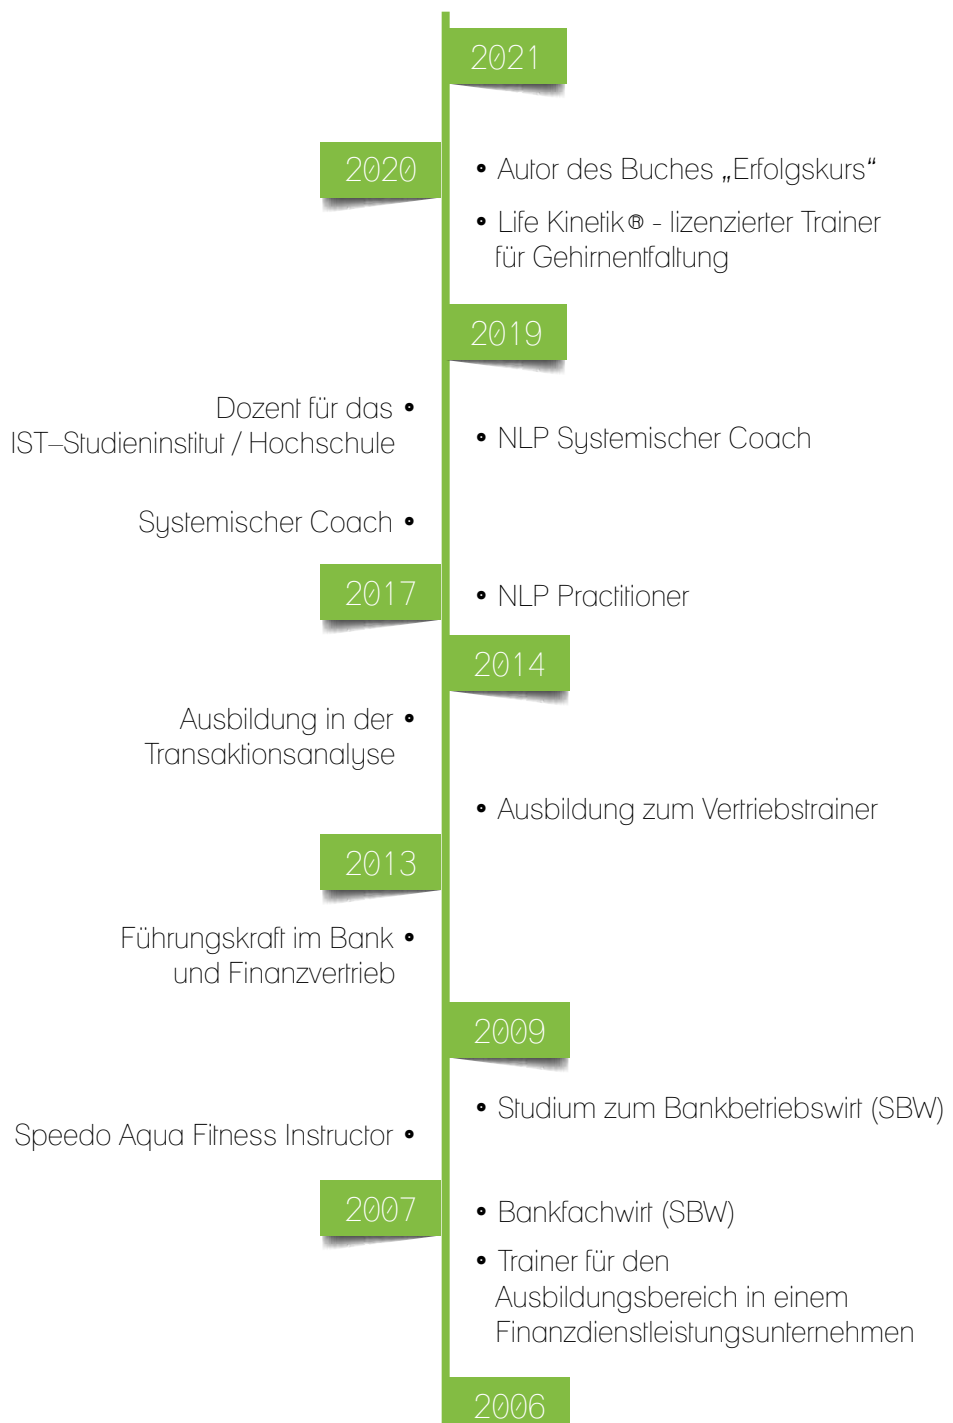 2021
2020
• Autor des Buches „Erfolgskurs“
• Life Kinetik® - lizenzierter Trainer
für Gehirnentfaltung
2019
Dozent für das •
IST–Studieninstitut / Hochschule
• NLP Systemischer Coach
Systemischer Coach •
2017
• NLP Practitioner
2014
Ausbildung in der •
Transaktionsanalyse
• Ausbildung zum Vertriebstrainer
2013
Führungskraft im Bank •
und Finanzvertrieb
2009
• Studium zum Bankbetriebswirt (SBW)
Speedo Aqua Fitness Instructor •
2007
• Bankfachwirt (SBW)
• Trainer für den
Ausbildungsbereich in einem
Finanzdienstleistungsunternehmen
2006